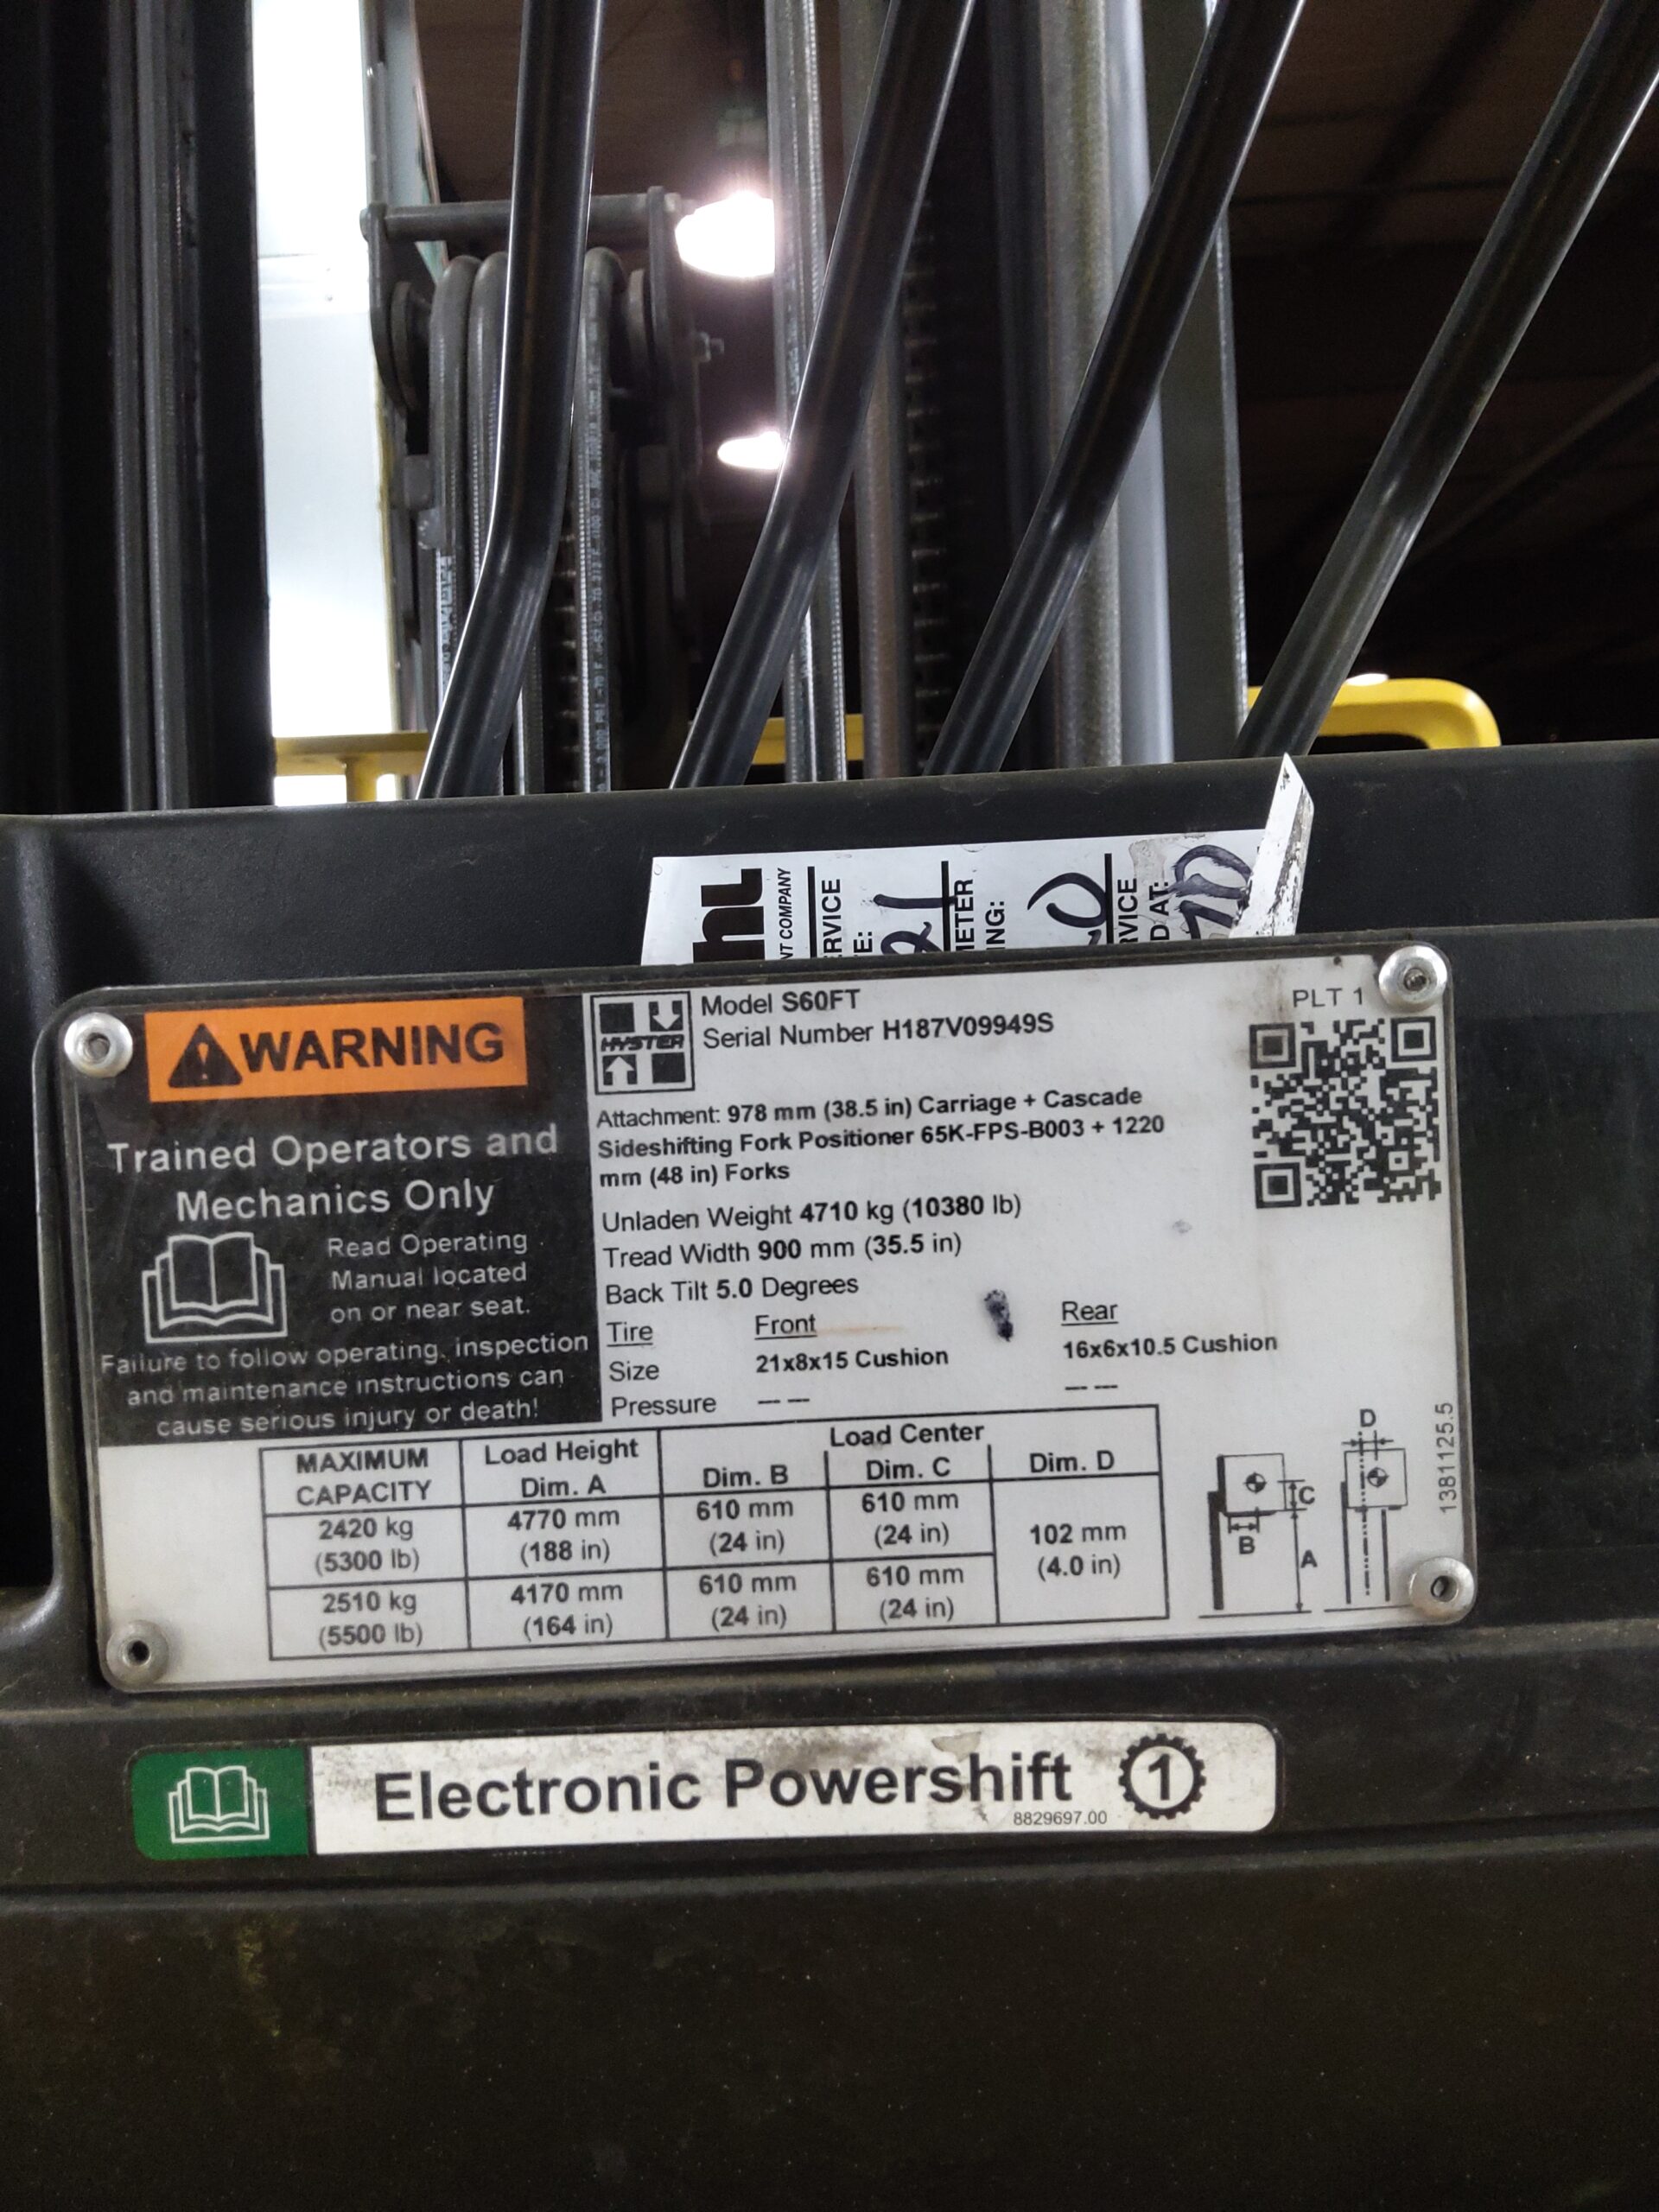 NT COMPANY
21
WARNING
Trained Operators and
Mechanics Only
Read Operating
Manual located
on or near seat.
Failure to follow operating, inspection
and maintenance instructions can
cause serious injury or death!
HYSTER
Model S60FT
Serial Number H187V09949S
PLT 1
Attachment: 978 mm (38.5 in) Carriage + Cascade
Sideshifting Fork Positioner 65K-FPS-B003 + 1220
mm (48 in) Forks
Unladen Weight 4710 kg (10380 lb)
Tread Width 900 mm (35.5 in)
Back Tilt 5.0 Degrees
Tire Front Rear
Size 21x8x15 Cushion 16x6x10.5 Cushion
Pressure — — — —
MAXIMUM CAPACITY Load Height Dim. A Load Center
Dim. B Dim. C Dim. D
2420 kg 4770 mm 610 mm 610 mm 102 mm
(5300 lb) (188 in) (24 in) (24 in) (4.0 in)
2510 kg 4170 mm 610 mm 610 mm
(5500 lb) (164 in) (24 in) (24 in)
D
C
B
A
1381125.5
Electronic Powershift 1
8829697.00